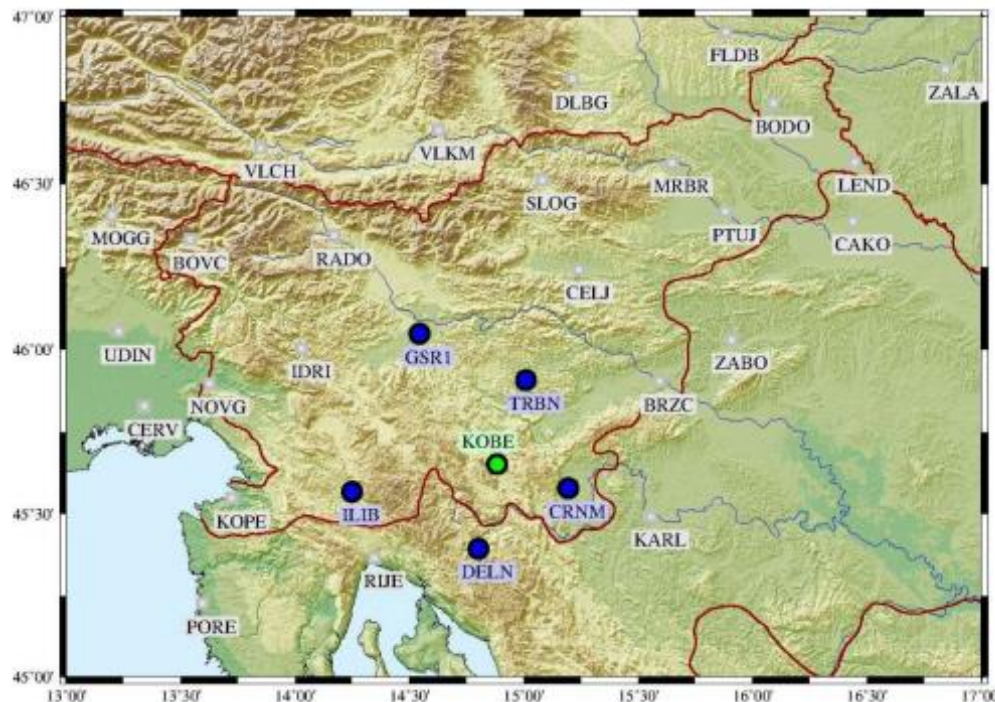 47°00'
FLDB
ZALA
DLBG
BODO
VLKM
VLCH
46°30'
MRBR
LEND
SLOG
MOGG
BOVC
RADO
PTUJ
CAKO
CELJ
46°00'
UDIN
GSR1
IDRI
ZABO
TRBN
NOVG
BRZC
CERV
KOBE
45°30'
KOPE
ILIB
CRNM
KARL
DELN
RIJE
PORE
45°00'
13°00'
13°30'
14°00'
14°30'
15°00'
15°30'
16°00'
16°30'
17°00'